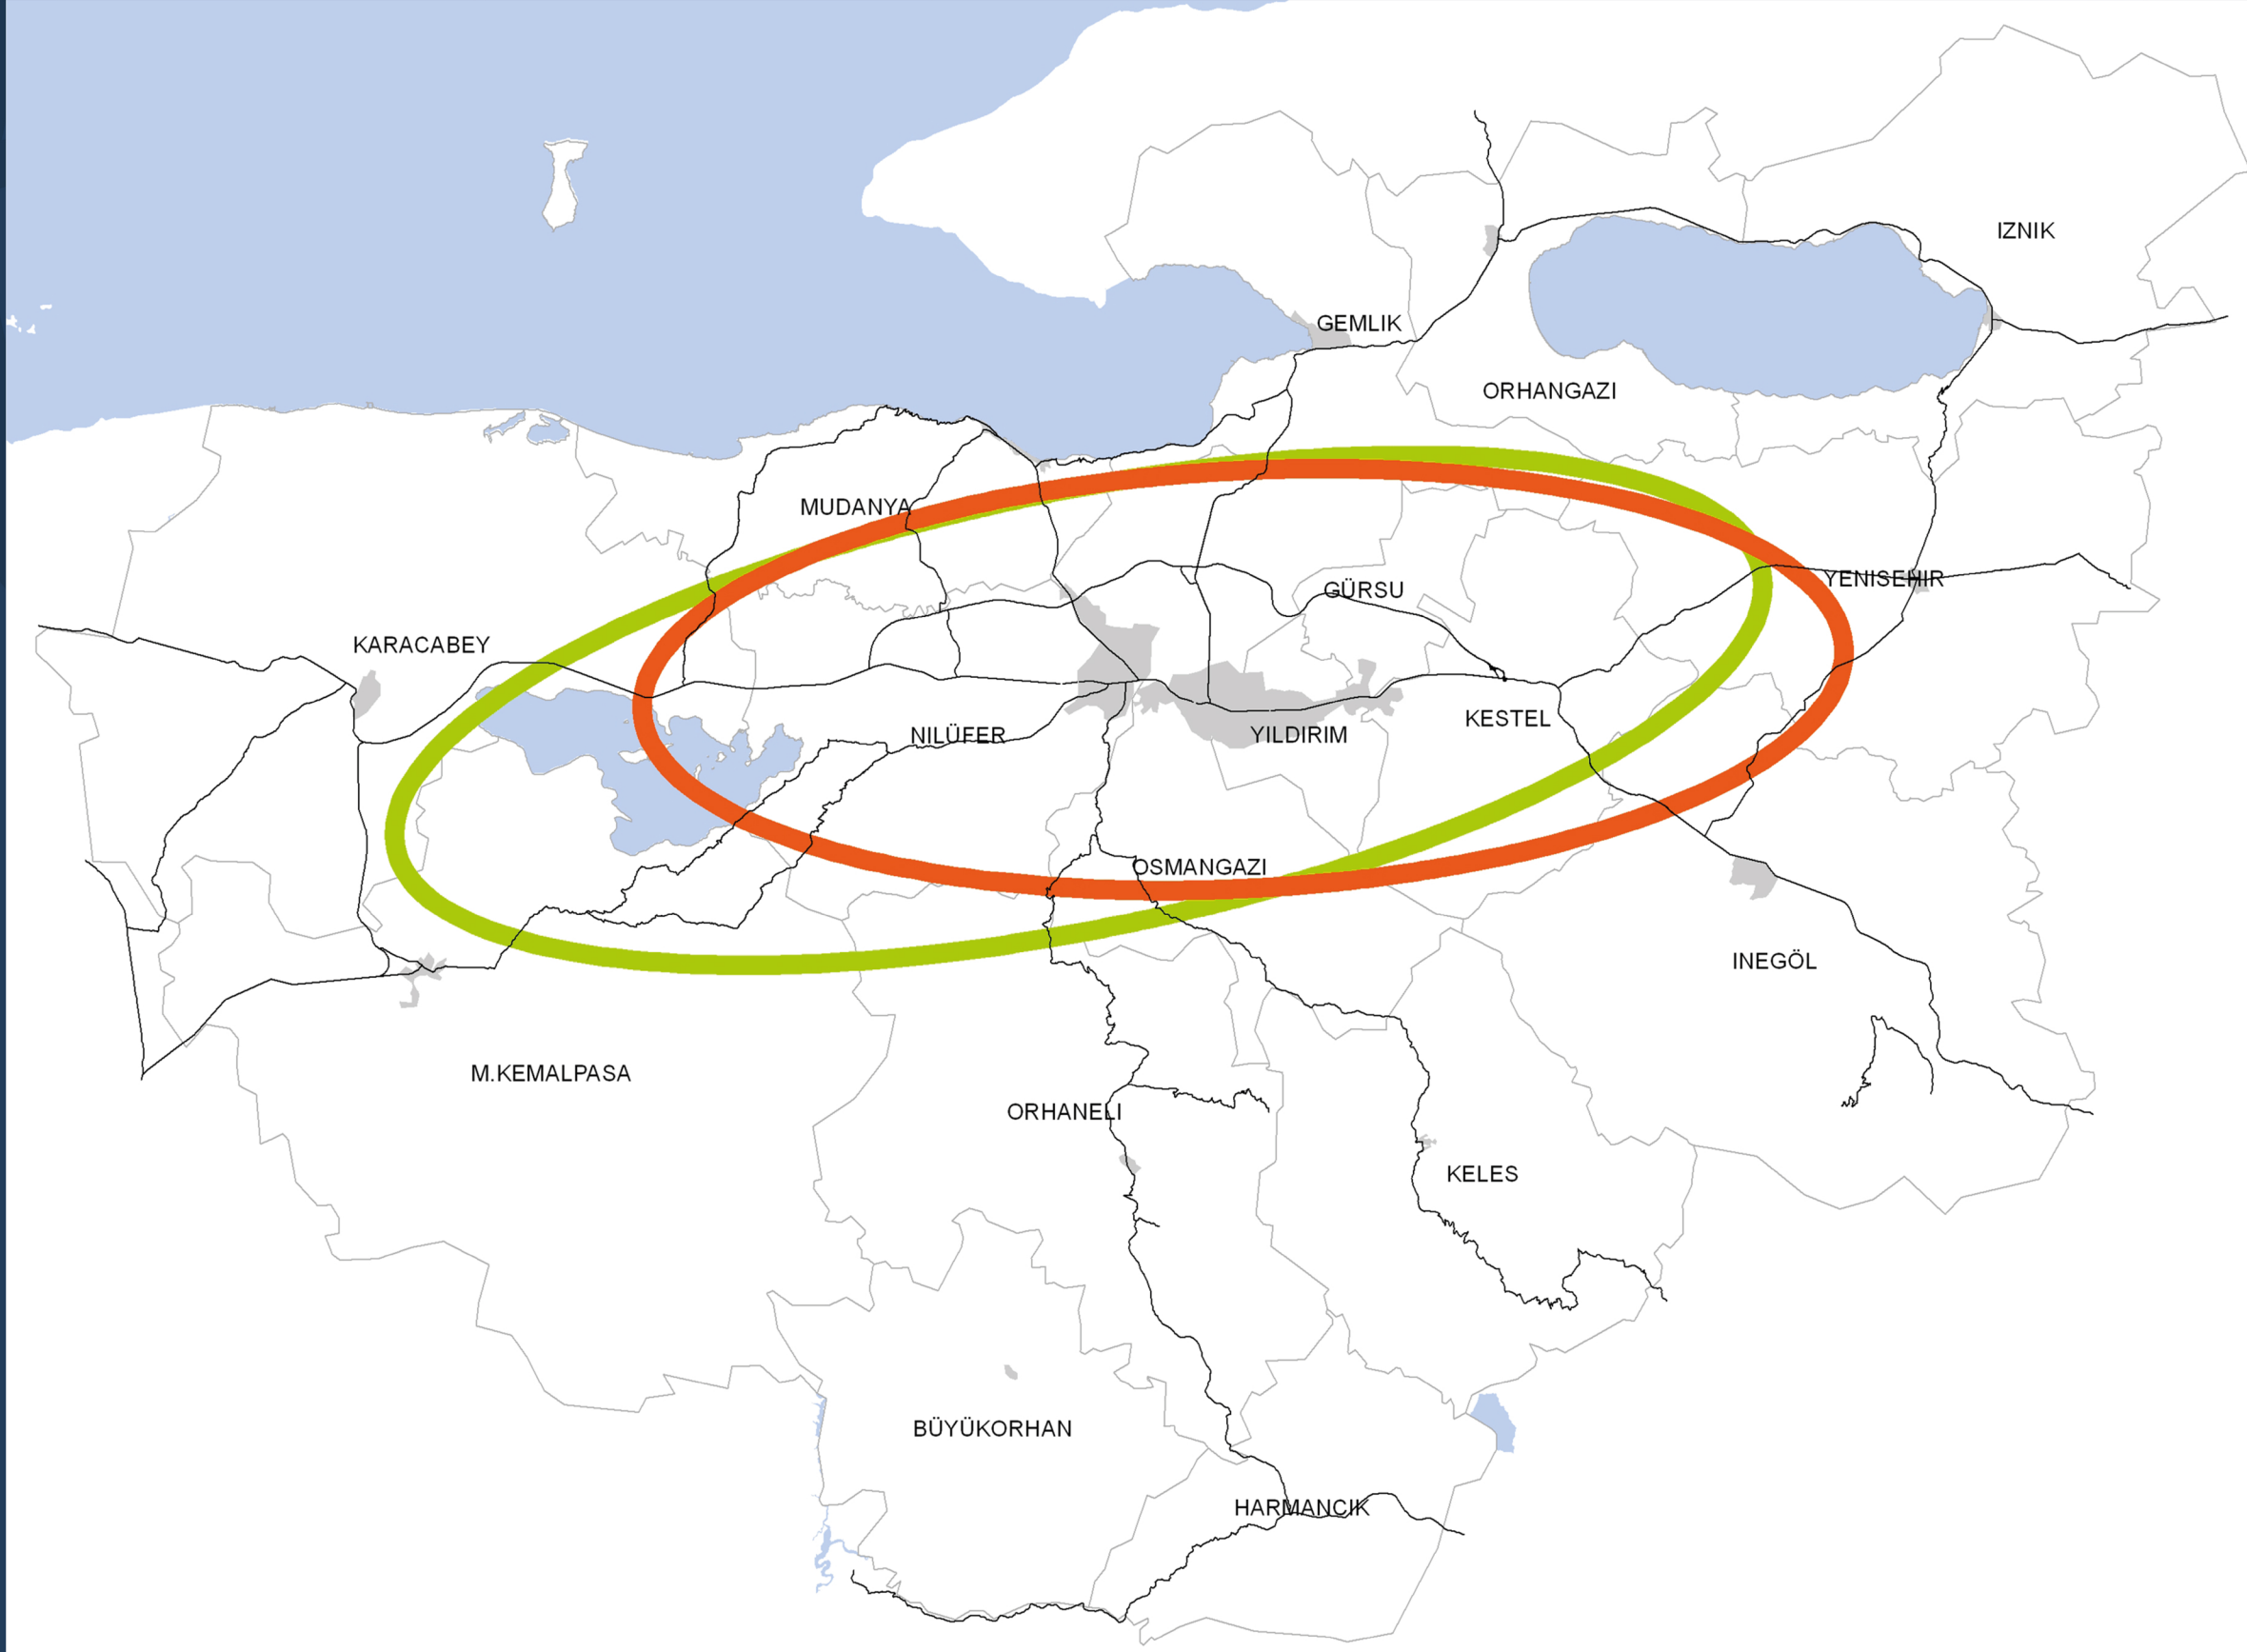 IZNIK
GEMLIK
ORHANGAZI
MUDANYA
YENISEHIR
GÜRSU
KARACABEY
KESTEL
NILÜFER
YILDIRIM
OSMANGAZI
INEGÖL
M.KEMALPASA
ORHANELI
KELES
BÜYÜKORHAN
HARMANCIK